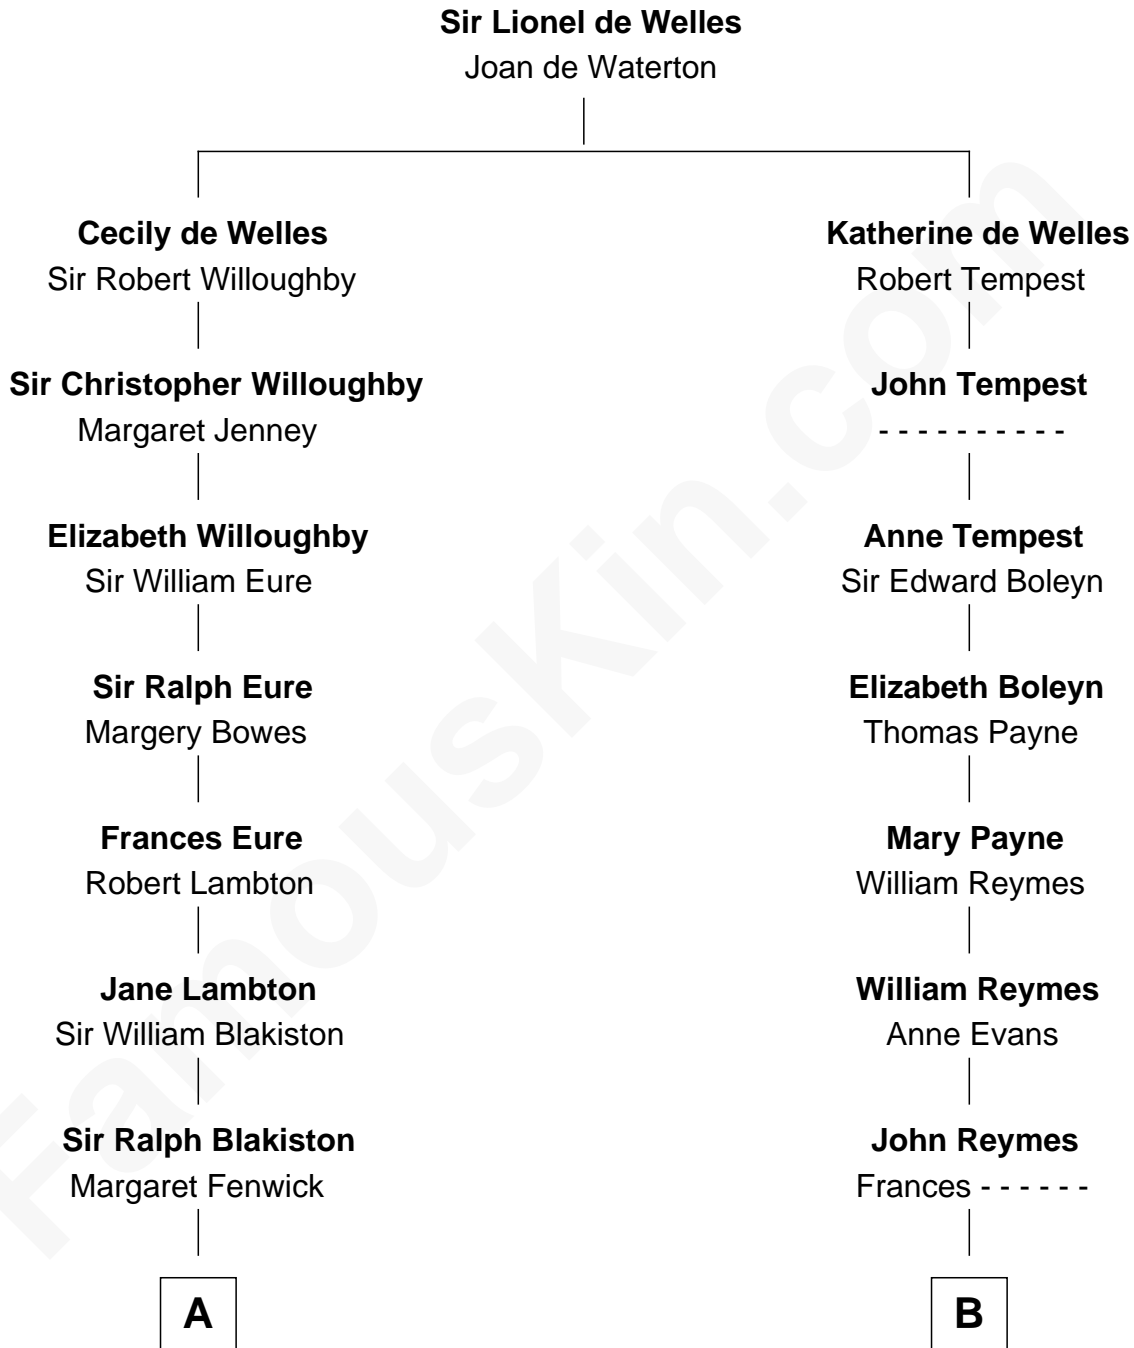 Sir Lionel de Welles
Joan de Waterton
Cecily de Welles
Sir Robert Willoughby
Katherine de Welles
Robert Tempest
Sir Christopher Willoughby
Margaret Jenney
John Tempest
- - - - - - - - - -
Elizabeth Willoughby
Sir William Eure
Anne Tempest
Sir Edward Boleyn
Sir Ralph Eure
Margery Bowes
Elizabeth Boleyn
Thomas Payne
Frances Eure
Robert Lambton
Mary Payne
William Reymes
Jane Lambton
Sir William Blakiston
William Reymes
Anne Evans
Sir Ralph Blakiston
Margaret Fenwick
John Reymes
Frances - - - - - -
A
B
FamousKin.com